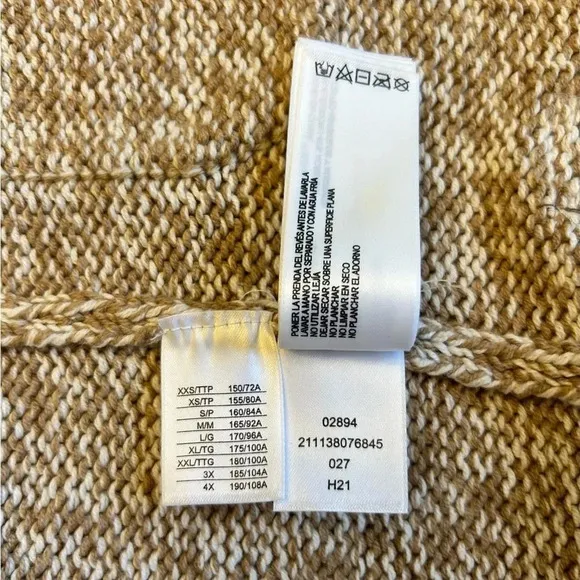 PONER LA PRENDA DEL REVÉS ANTES DE LAVARLA
LAVAR A MANO POR SEPARADO Y CON AGUA FRÍA
NO UTILIZAR LEJÍA
DEJAR SECAR SOBRE UNA SUPERFICIE PLANA
NO PLANCHAR
NO LIMPIAR EN SECO
NO PLANCHAR EL ADORNO
XXS/TTP 150/72A
XS/TP 155/80A
S/P 160/84A
M/M 165/92A
L/G 170/96A
XL/TG 175/100A
XXL/TTG 180/100A
3X 185/104A
4X 190/108A
02894
211138076845
027
H21